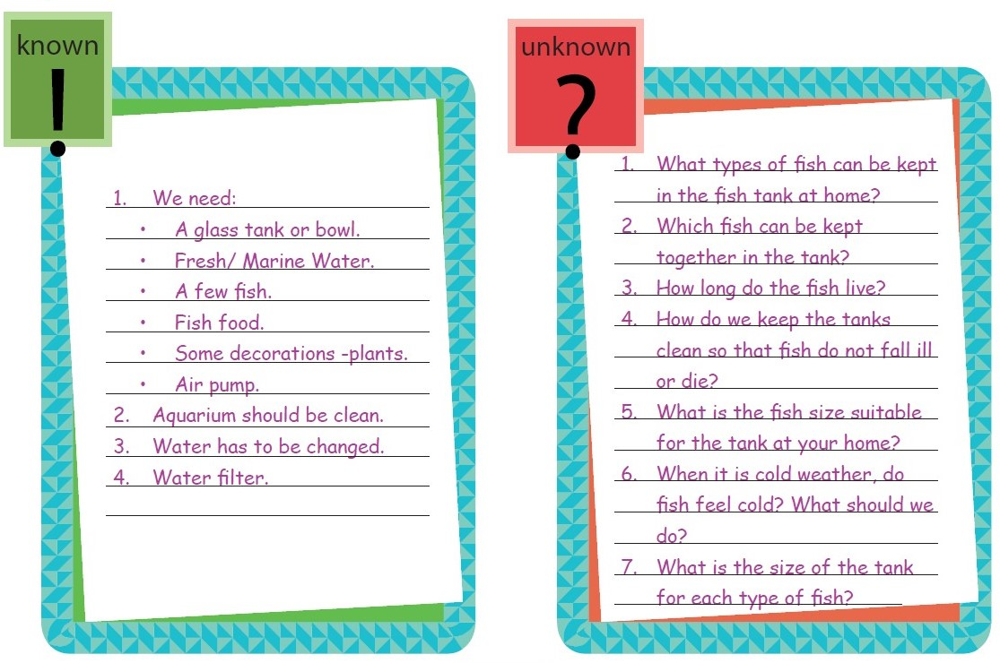 known
!
1. We need:
• A glass tank or bowl.
• Fresh/ Marine Water.
• A few fish.
• Fish food.
• Some decorations -plants.
• Air pump.
2. Aquarium should be clean.
3. Water has to be changed.
4. Water filter.
unknown
?
1. What types of fish can be kept
in the fish tank at home?
2. Which fish can be kept
together in the tank?
3. How long do the fish live?
4. How do we keep the tanks
clean so that fish do not fall ill
or die?
5. What is the fish size suitable
for the tank at your home?
6. When it is cold weather, do
fish feel cold? What should we
do?
7. What is the size of the tank
for each type of fish?